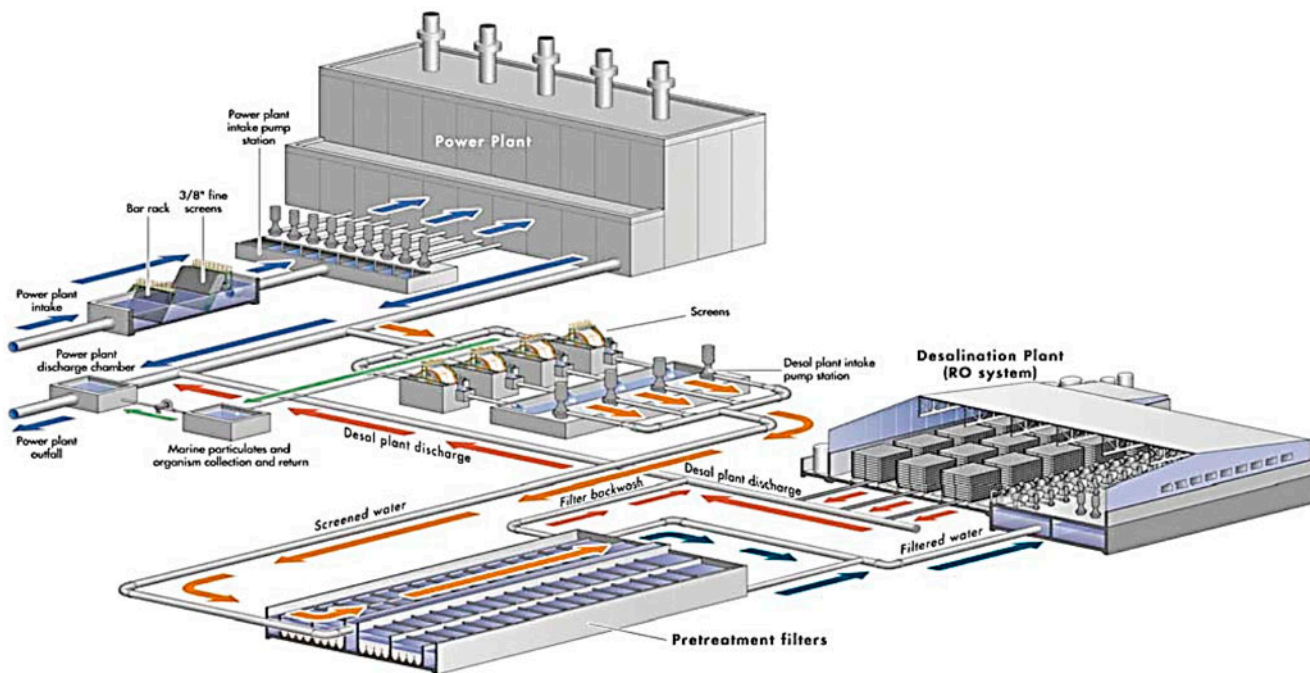 Power plant
intake pump
station
Power Plant
3/8" fine
screens
Bar rack
Power plant
intake
Screens
Power plant
discharge chamber
Desal plant intake
pump station
Desalination Plant
(RO system)
Power plant
outfall
Marine particulates and
organism collection and return
Desal plant discharge
Desal plant discharge
Filter backwash
Screened water
Filtered water
Pretreatment filters